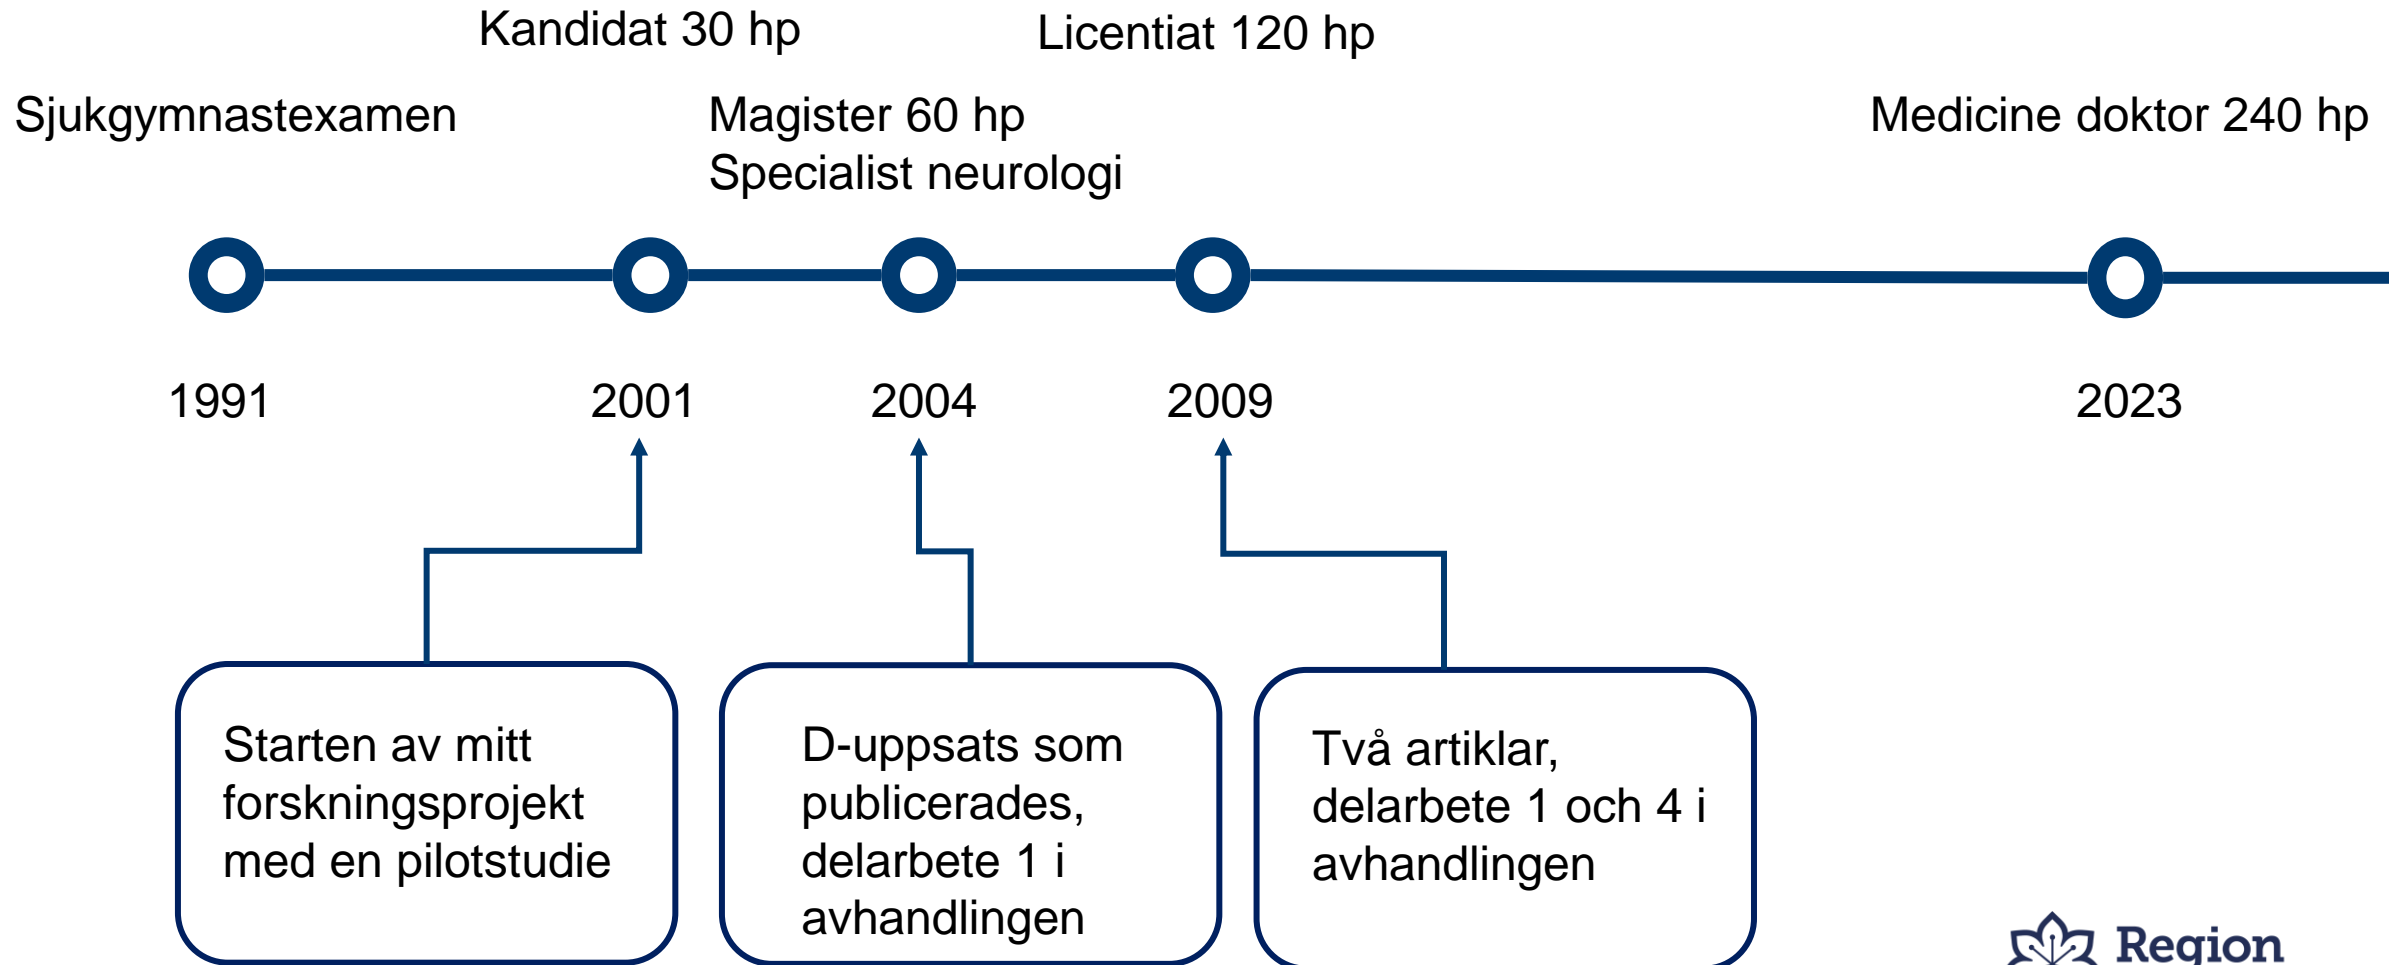 Kandidat 30 hp
Licentiat 120 hp
Sjukgymnastexamen
Magister 60 hp
Specialist neurologi
Medicine doktor 240 hp
1991
2001
2004
2009
2023
Starten av mitt
forskningsprojekt
med en pilotstudie
D-uppsats som
publicerades,
delarbete 1 i
avhandlingen
Två artiklar,
delarbete 1 och 4 i
avhandlingen
Region